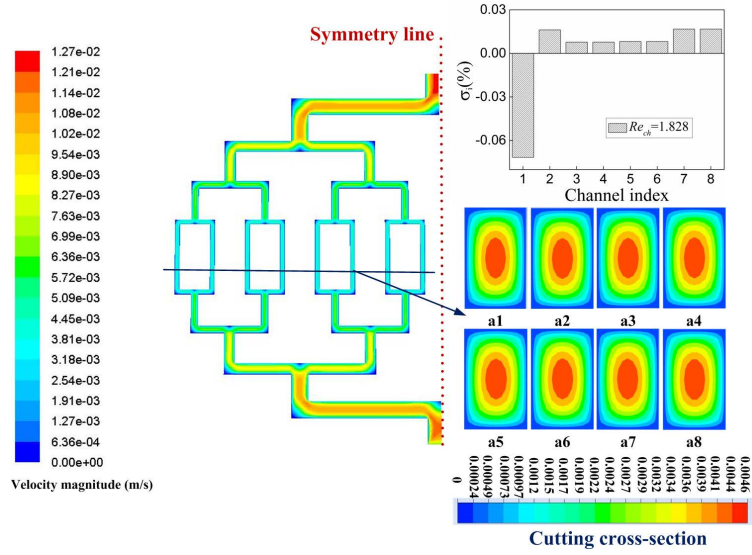 Symmetry line
1.27e-02
1.21e-02
1.14e-02
1.08e-02
1.02e-02
9.54e-03
8.90e-03
8.27e-03
7.63e-03
6.99e-03
6.36e-03
5.72e-03
5.09e-03
4.45e-03
3.82e-03
3.18e-03
2.54e-03
1.91e-03
1.27e-03
6.36e-04
0.00e+00
Velocity magnitude (m/s)
0.03
0.00
-0.03
-0.06
σᵢ(%)
Re_ch=1.828
1 2 3 4 5 6 7 8
Channel index
a1 a2 a3 a4
a5 a6 a7 a8
0
0.00024
0.00049
0.00073
0.00097
0.0012
0.0015
0.0017
0.0019
0.0022
0.0024
0.0027
0.0029
0.0032
0.0034
0.0036
0.0039
0.0041
0.0044
0.0046
Cutting cross-section